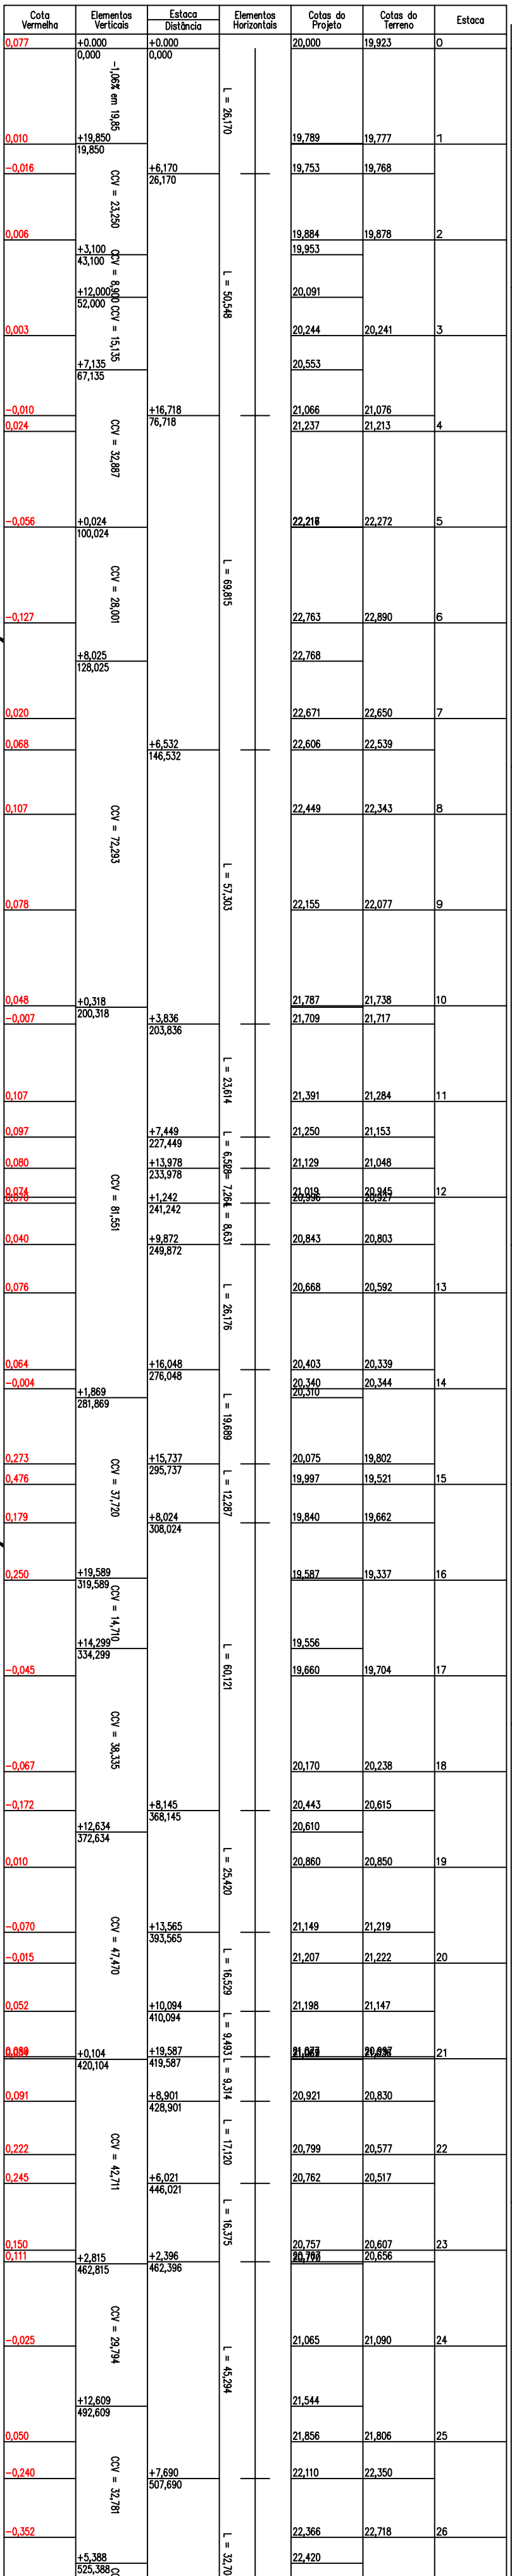 Cota Vermelha | Elementos Verticais | Estaca Distância | Elementos Horizontais | Cotas do Projeto | Cotas do Terreno | Estaca
0,077 +0.000 +0.000 20,000 19,923 0
0,000 0,000
-1,06% em 19,85
L = 26,170
0,010 +19,850 19,789 19,777 1
19,850
-0,016 +6,170 19,753 19,768
26,170
CCV = 23,250
0,006 19,884 19,878 2
+3,100 19,953
43,100
CCV = 8,900
L = 50,548
+12,000 20,091
52,000
CCV = 15,135
0,003 20,244 20,241 3
+7,135 20,553
67,135
-0,010 +16,718 21,066 21,076
76,718
0,024 21,237 21,213 4
CCV = 32,887
-0,056 +0,024 22,272 5
100,024
CCV = 28,001
L = 69,815
-0,127 22,763 22,890 6
+8,025 22,768
128,025
0,020 22,671 22,650 7
0,068 +6,532 22,606 22,539
146,532
0,107 22,449 22,343 8
CCV = 72,293
L = 57,303
0,078 22,155 22,077 9
0,048 +0,318 21,787 21,738 10
200,318
-0,007 +3,836 21,709 21,717
203,836
L = 23,614
0,107 21,391 21,284 11
0,097 +7,449 21,250 21,153
227,449
L = 6,528
0,080 +13,978 21,129 21,048
233,978
L = 7,264
0,074 21,019 20,945 12
+1,242 20,996 20,927
241,242
CCV = 81,551
L = 8,631
0,040 +9,872 20,843 20,803
249,872
0,076 20,668 20,592 13
L = 26,176
0,064 +16,048 20,403 20,339
276,048
-0,004 20,340 20,344 14
+1,869 20,310
281,869
L = 19,689
0,273 +15,737 20,075 19,802
295,737
0,476 19,997 19,521 15
CCV = 37,720
L = 12,287
0,179 +8,024 19,840 19,662
308,024
0,250 +19,589 19,587 19,337 16
319,589
CCV = 14,710
+14,299 19,556
334,299
L = 60,121
-0,045 19,660 19,704 17
CCV = 38,335
-0,067 20,170 20,238 18
-0,172 +8,145 20,443 20,615
368,145
+12,634 20,610
372,634
0,010 20,860 20,850 19
L = 25,420
-0,070 +13,565 21,149 21,219
393,565
CCV = 47,470
-0,015 21,207 21,222 20
L = 16,529
0,052 +10,094 21,198 21,147
410,094
L = 9,493
+0,104 +19,587 21
420,104 419,587
L = 9,314
0,091 +8,901 20,921 20,830
428,901
CCV = 42,711
L = 17,120
0,222 20,799 20,577 22
0,245 +6,021 20,762 20,517
446,021
L = 16,375
0,150 20,757 20,607 23
0,111 +2,815 +2,396 20,656
462,815 462,396
CCV = 29,794
-0,025 21,065 21,090 24
L = 45,294
+12,609 21,544
492,609
0,050 21,856 21,806 25
-0,240 +7,690 22,110 22,350
507,690
CCV = 32,781
-0,352 22,366 22,718 26
L = 32,70
+5,388 22,420
525,388